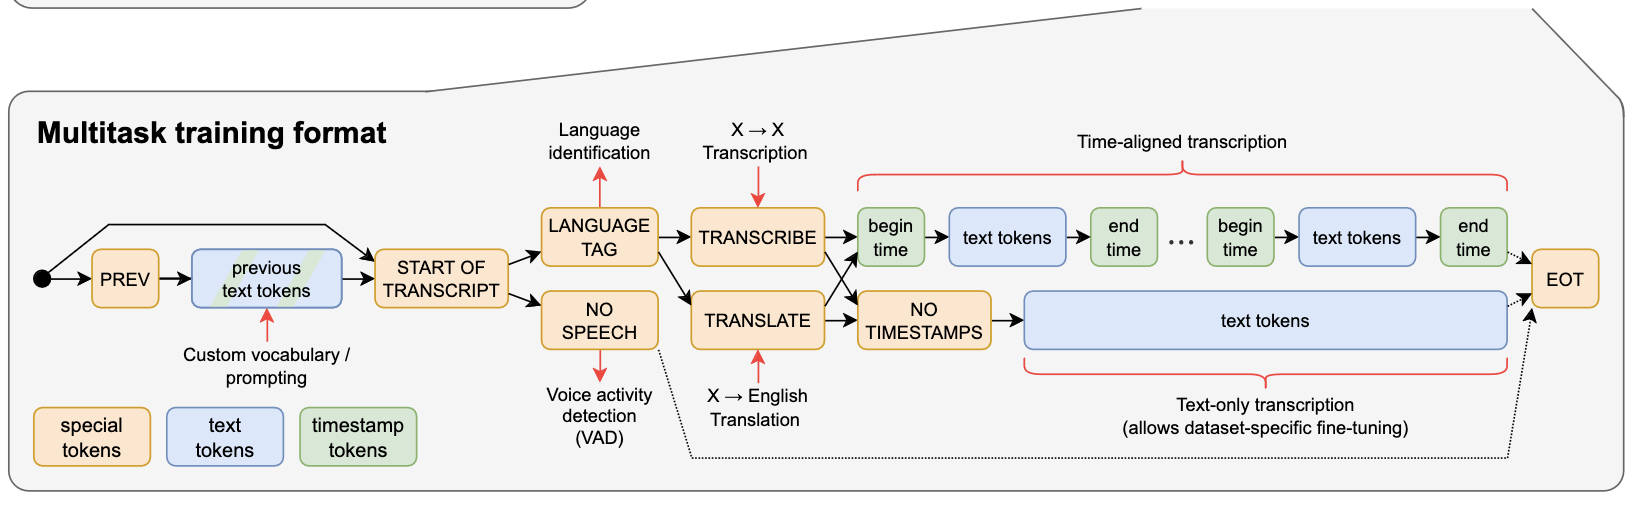 Multitask training format
Language
identification
X → X
Transcription
Time-aligned transcription
PREV
previous
text tokens
START OF
TRANSCRIPT
LANGUAGE
TAG
NO
SPEECH
TRANSCRIBE
TRANSLATE
begin
time
text tokens
end
time
...
begin
time
text tokens
end
time
NO
TIMESTAMPS
text tokens
EOT
Custom vocabulary /
prompting
Voice activity
detection
(VAD)
X → English
Translation
Text-only transcription
(allows dataset-specific fine-tuning)
special
tokens
text
tokens
timestamp
tokens